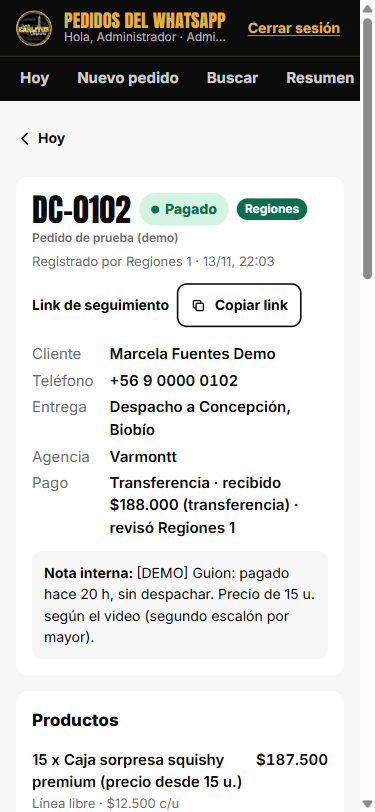 PEDIDOS DEL WHATSAPP
Hola, Administrador · Admi...
Cerrar sesión
Hoy
Nuevo pedido
Buscar
Resumen
Hoy
DC-0102
Pagado
Regiones
Pedido de prueba (demo)
Registrado por Regiones 1 · 13/11, 22:03
Link de seguimiento
Copiar link
Cliente Marcela Fuentes Demo
Teléfono +56 9 0000 0102
Entrega Despacho a Concepción,
Biobío
Agencia Varmontt
Pago Transferencia · recibido
$188.000 (transferencia) ·
revisó Regiones 1
Nota interna: [DEMO] Guion: pagado
hace 20 h, sin despachar. Precio de 15 u.
según el video (segundo escalón por
mayor).
Productos
15 x Caja sorpresa squishy $187.500
premium (precio desde 15 u.)
Línea libre · $12.500 c/u